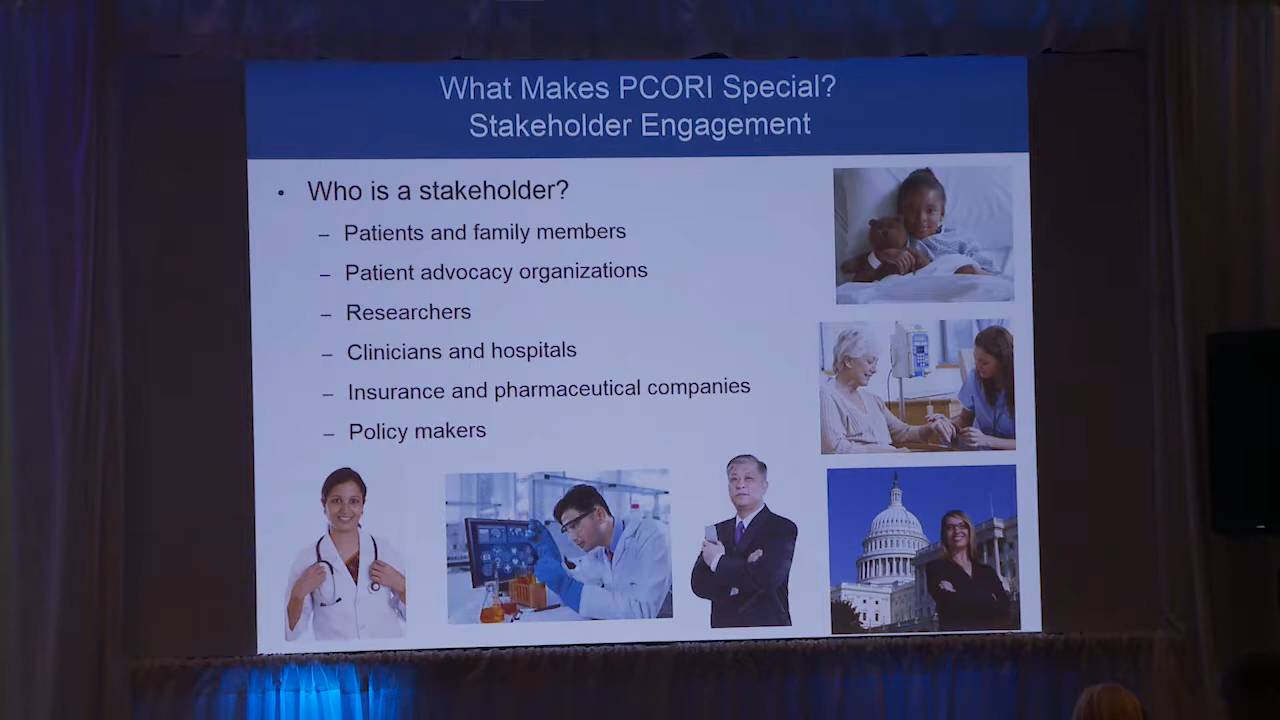 What Makes PCORI Special?
Stakeholder Engagement
• Who is a stakeholder?
– Patients and family members
– Patient advocacy organizations
– Researchers
– Clinicians and hospitals
– Insurance and pharmaceutical companies
– Policy makers